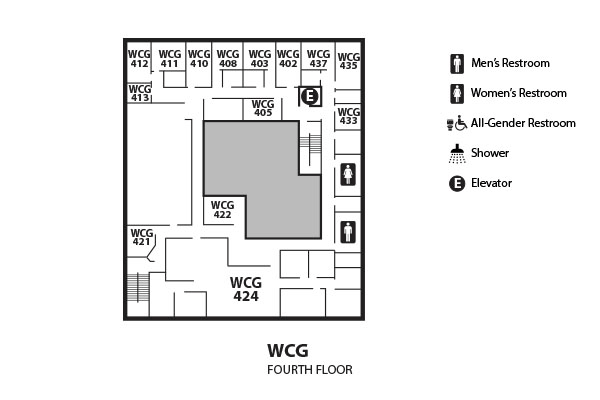 WCG 412
WCG 411
WCG 410
WCG 408
WCG 403
WCG 402
WCG 437
WCG 435
WCG 413
E
WCG 405
WCG 433
WCG 422
WCG 421
WCG 424
WCG
FOURTH FLOOR
Men's Restroom
Women's Restroom
All-Gender Restroom
Shower
E Elevator